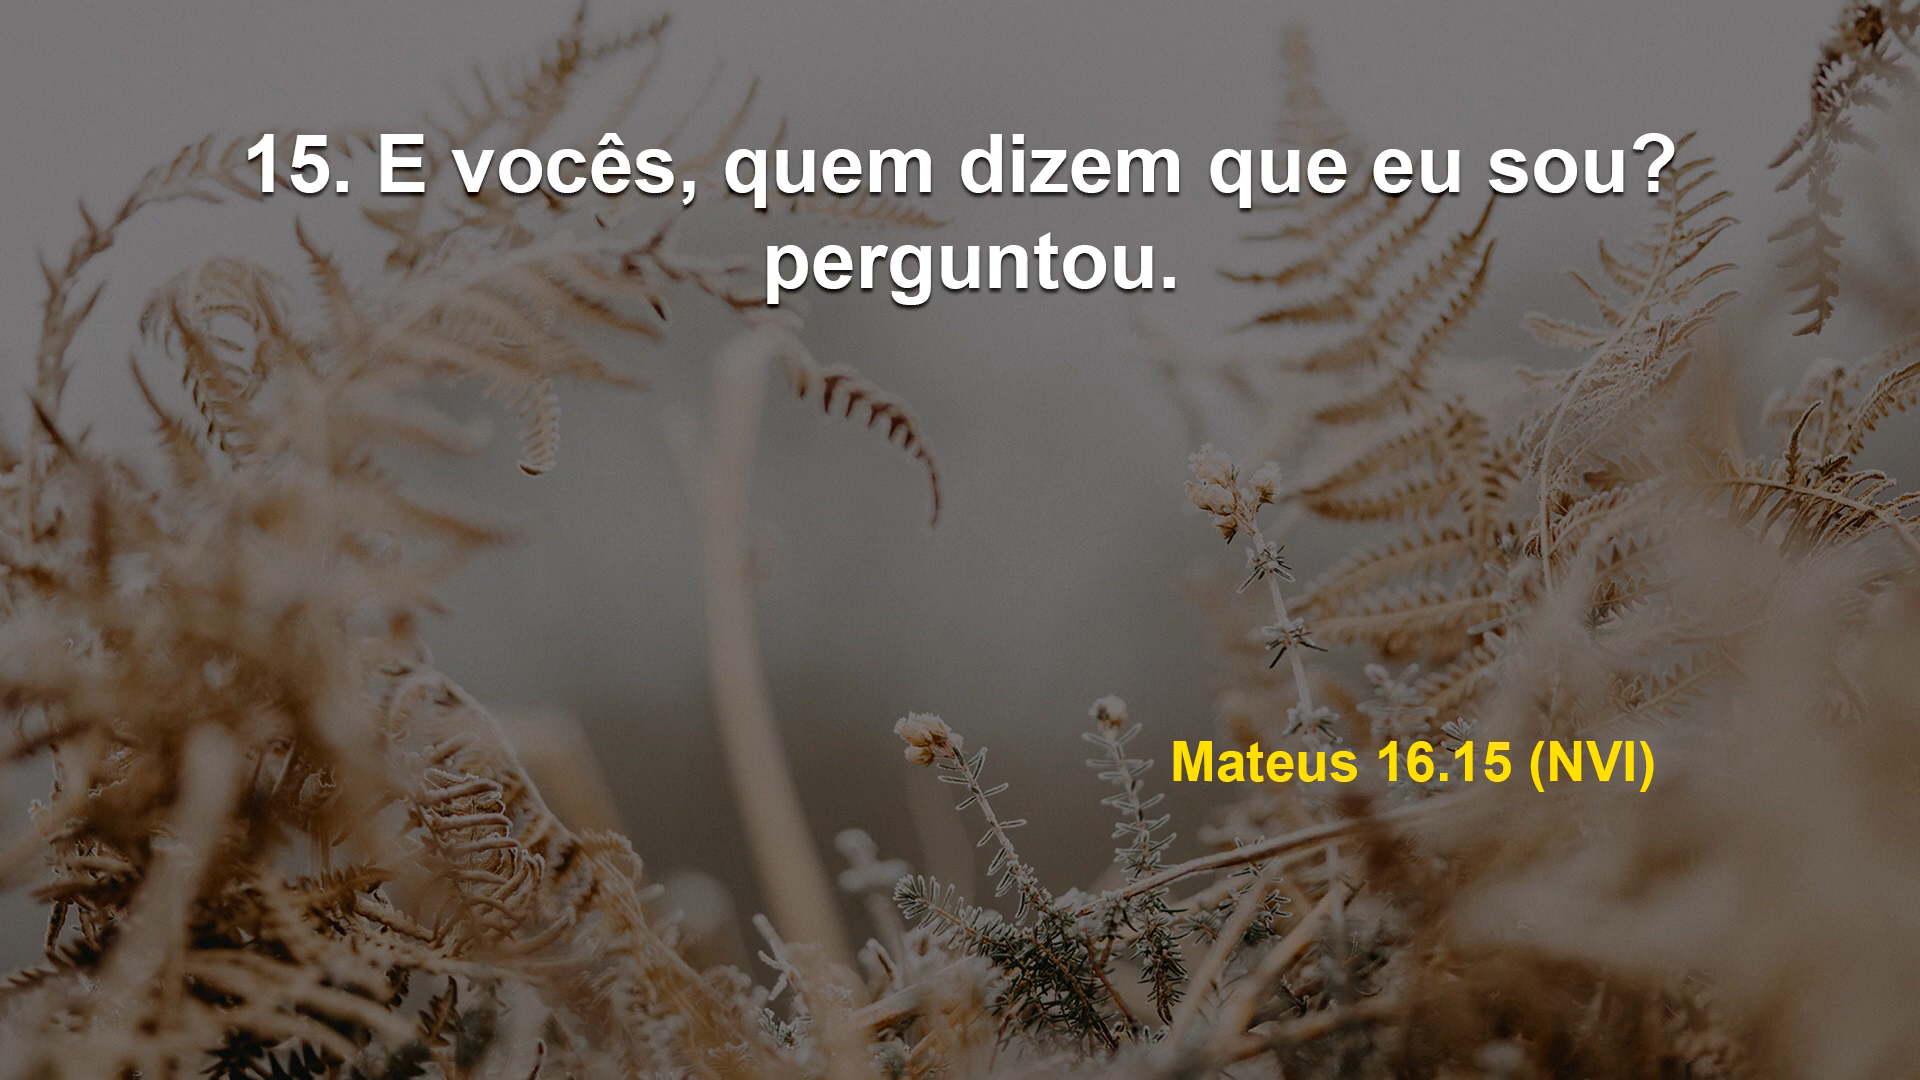 15. E vocês, quem dizem que eu sou?
perguntou.
Mateus 16.15 (NVI)